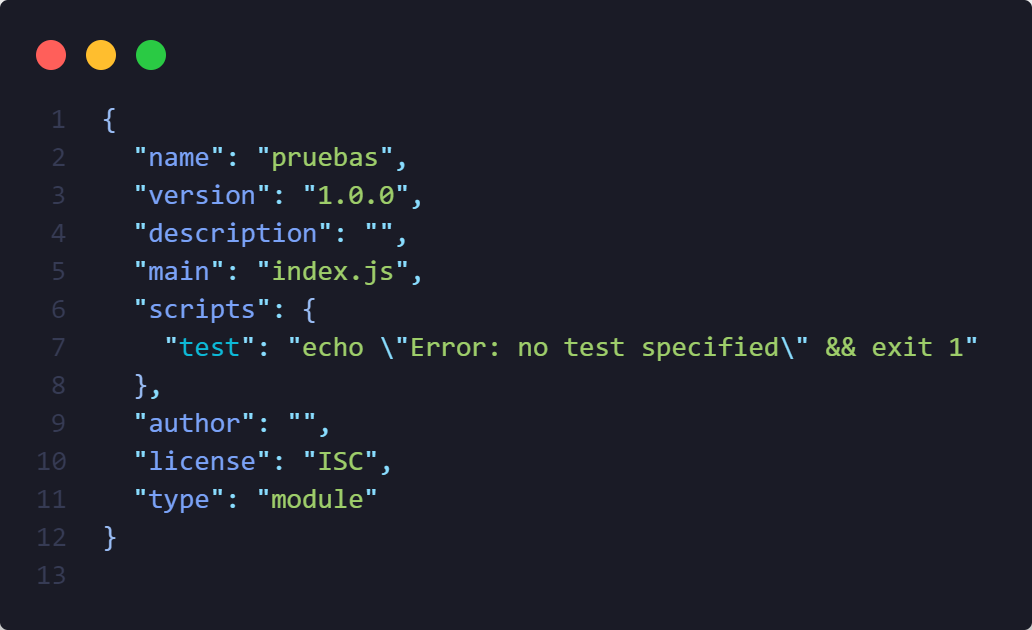 1 {
2   "name": "pruebas",
3   "version": "1.0.0",
4   "description": "",
5   "main": "index.js",
6   "scripts": {
7     "test": "echo \"Error: no test specified\" && exit 1"
8   },
9   "author": "",
10   "license": "ISC",
11   "type": "module"
12 }
13